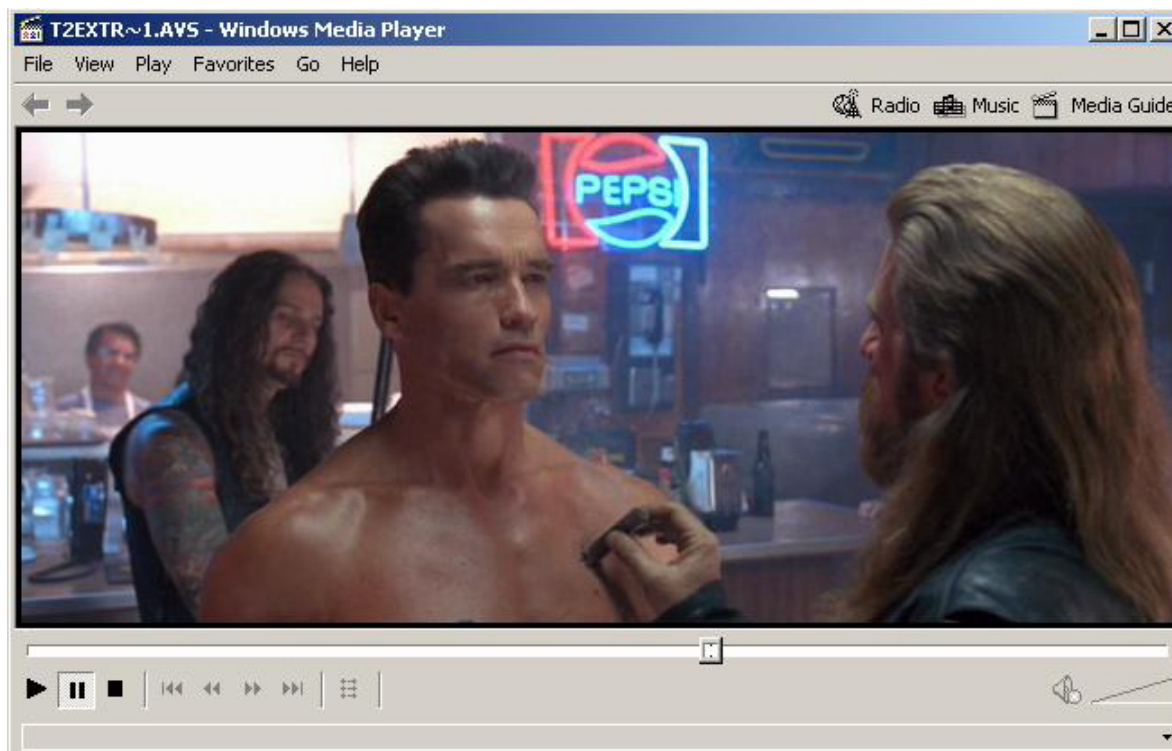 T2EXTR~1.AVS - Windows Media Player
File View Play Favorites Go Help
Radio Music Media Guide
PEPSI